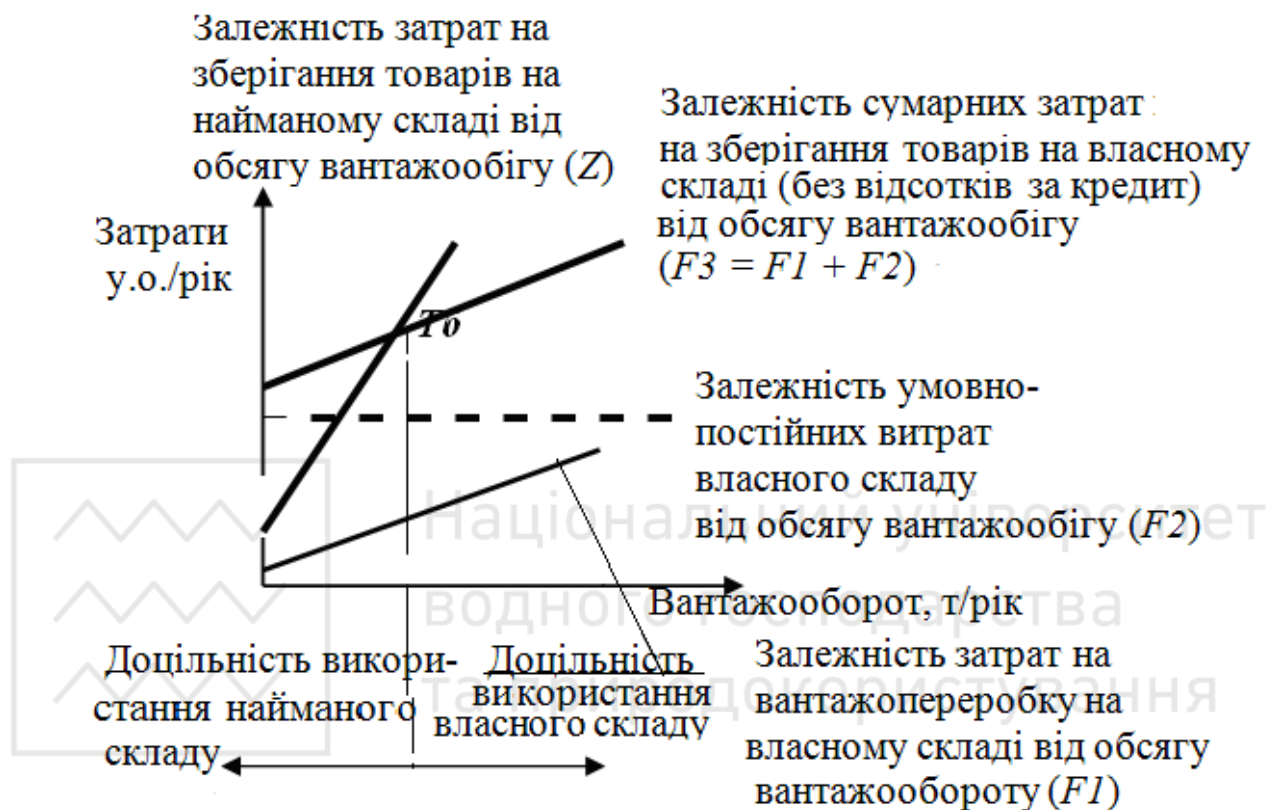 Залежність затрат на
зберігання товарів на
найманому складі від
обсягу вантажообігу (Z)
Залежність сумарних затрат
на зберігання товарів на власному
складі (без відсотків за кредит)
від обсягу вантажообігу
(F3 = F1 + F2)
Затрати
у.о./рік
То
Залежність умовно-
постійних витрат
власного складу
від обсягу вантажообігу (F2)
Національний університет
Вантажооборот, т/рік
водного господарства
Доцільність викори-
стання найманого
складу
Доцільність
використання
власного складу
та природокористування
Залежність затрат на
вантажопереробку на
власному складі від обсягу
вантажообороту (F1)